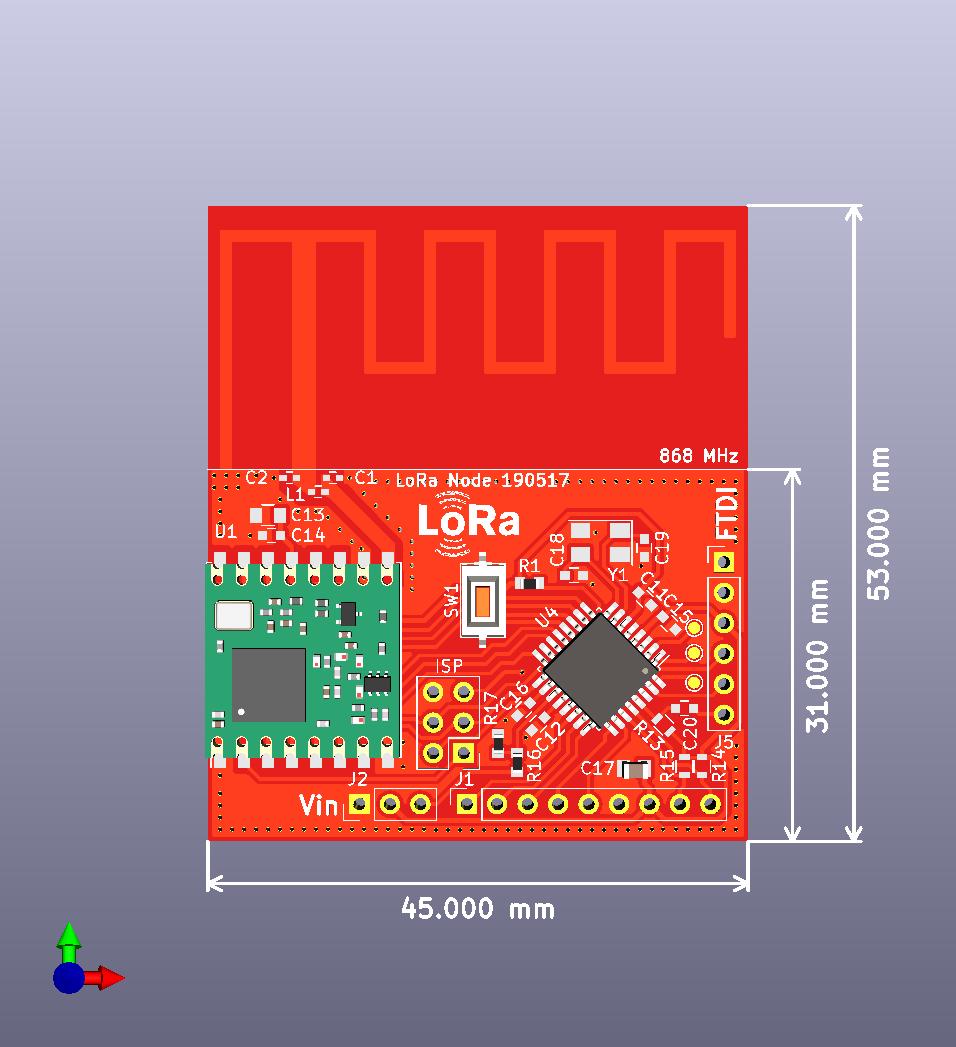 868 MHz
C2
C1
LoRa Node 190517
L1
C13
C14
U1
LoRa
FTDI
C18
C19
Y1
R1
SW1
C11
C15
U4
ISP
R17
C16
C12
R13
C20
J5
R16
C17
R15
R14
J2
J1
Vin
53.000 mm
31.000 mm
45.000 mm